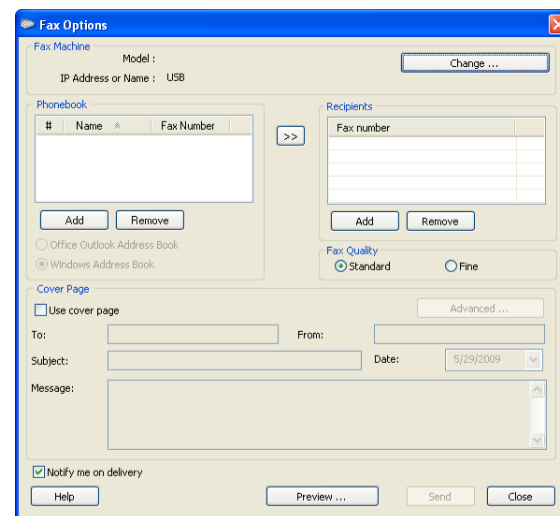 Fax Options
Fax Machine
Model :
IP Address or Name : USB
Change ...
Phonebook
# Name Fax Number
>>
Recipients
Fax number
Add Remove
Add Remove
Office Outlook Address Book
Windows Address Book
Fax Quality
Standard Fine
Cover Page
Use cover page
Advanced ...
To: From:
Subject: Date: 5/29/2009
Message:
Notify me on delivery
Help Preview ... Send Close